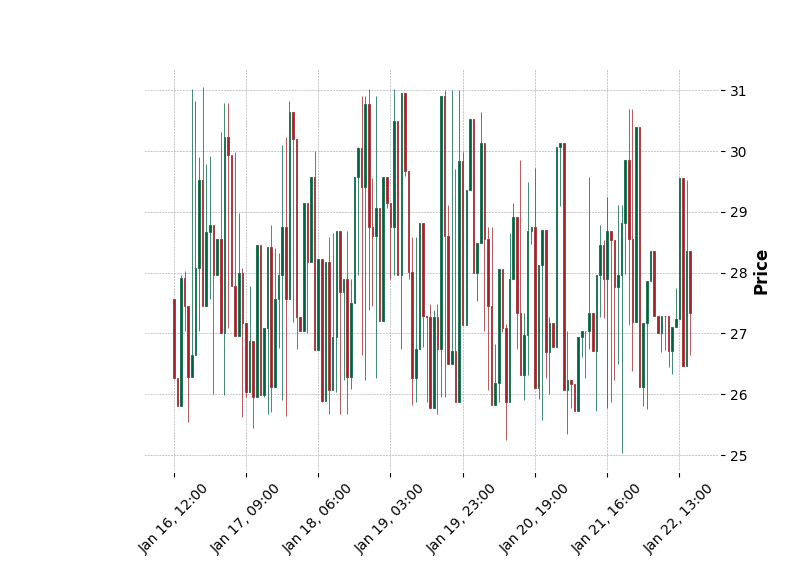 31
30
29
28
27
26
25
Price
Jan 16, 12:00
Jan 17, 09:00
Jan 18, 06:00
Jan 19, 03:00
Jan 19, 23:00
Jan 20, 19:00
Jan 21, 16:00
Jan 22, 13:00